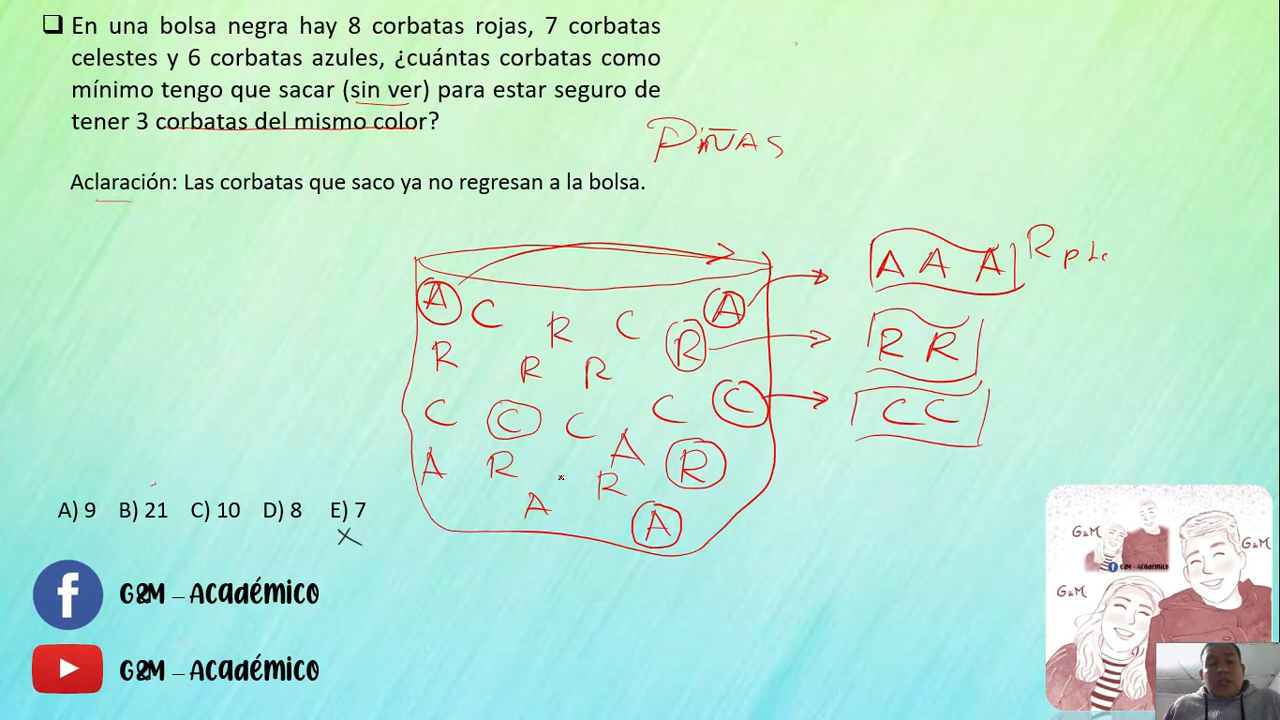 En una bolsa negra hay 8 corbatas rojas, 7 corbatas
celestes y 6 corbatas azules, ¿cuántas corbatas como
mínimo tengo que sacar (sin ver) para estar seguro de
tener 3 corbatas del mismo color?
PiÑAS
Aclaración: Las corbatas que saco ya no regresan a la bolsa.
A A A Rpta
A C R C A
R R R R
R R
C C C C C
C C
A R A R
A R A
A) 9 B) 21 C) 10 D) 8 E) 7
X
G&M – Académico
G&M – Académico
G&M
G&M
G&M – Académico
G&M